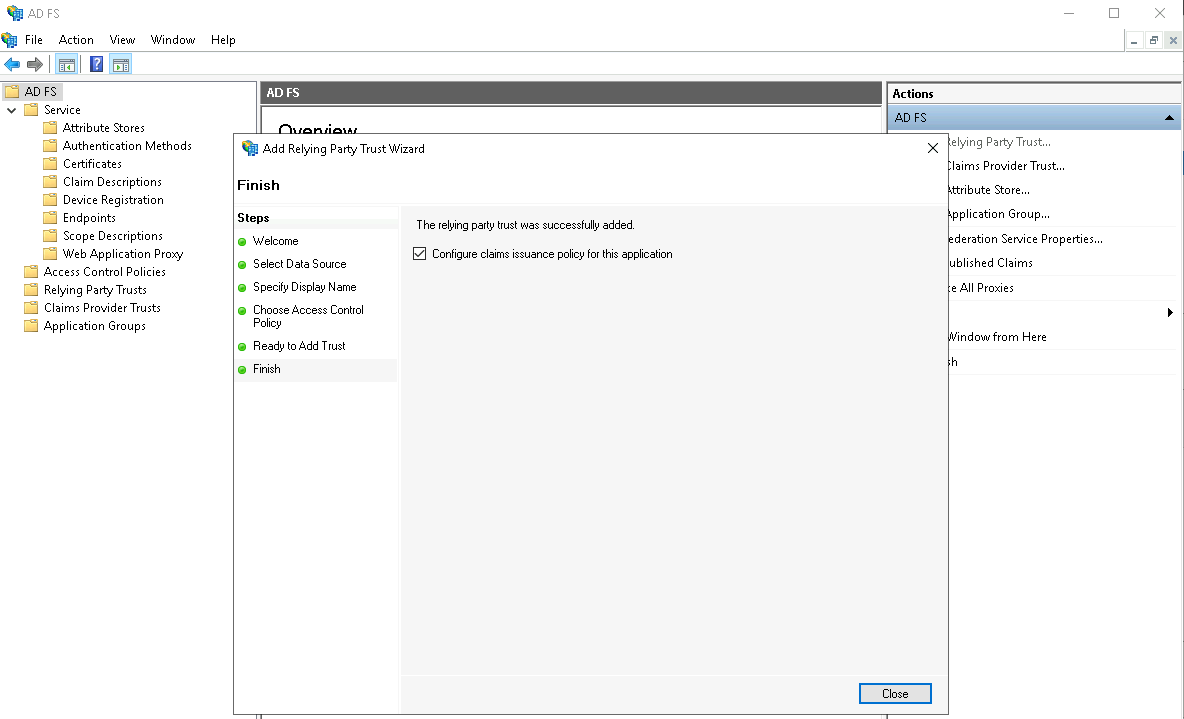 AD FS
File Action View Window Help
AD FS
Service
Attribute Stores
Authentication Methods
Certificates
Claim Descriptions
Device Registration
Endpoints
Scope Descriptions
Web Application Proxy
Access Control Policies
Relying Party Trusts
Claims Provider Trusts
Application Groups
AD FS
Overview
Add Relying Party Trust Wizard
Finish
Steps
Welcome
Select Data Source
Specify Display Name
Choose Access Control
Policy
Ready to Add Trust
Finish
The relying party trust was successfully added.
Configure claims issuance policy for this application
Close
Actions
AD FS
Relying Party Trust...
Claims Provider Trust...
Attribute Store...
Application Group...
ederation Service Properties...
ublished Claims
All Proxies
Window from Here